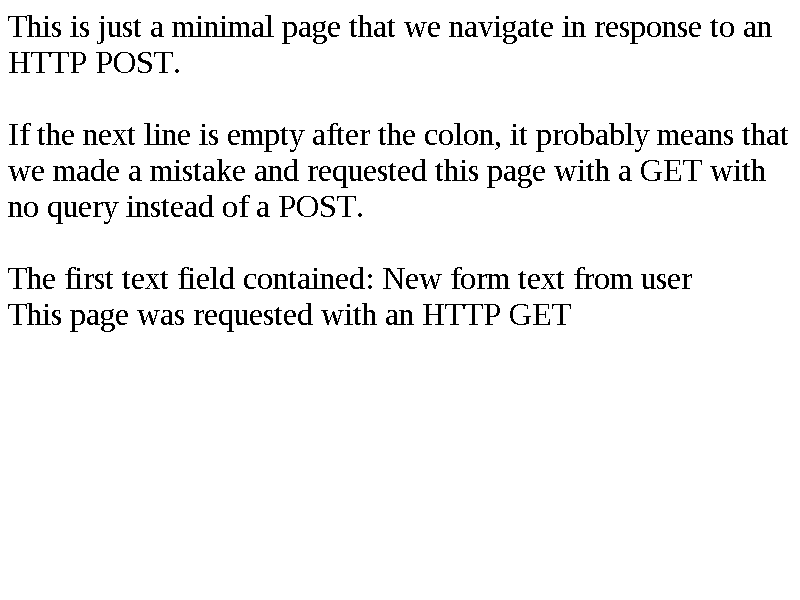 This is just a minimal page that we navigate in response to an
HTTP POST.
If the next line is empty after the colon, it probably means that
we made a mistake and requested this page with a GET with
no query instead of a POST.
The first text field contained: New form text from user
This page was requested with an HTTP GET